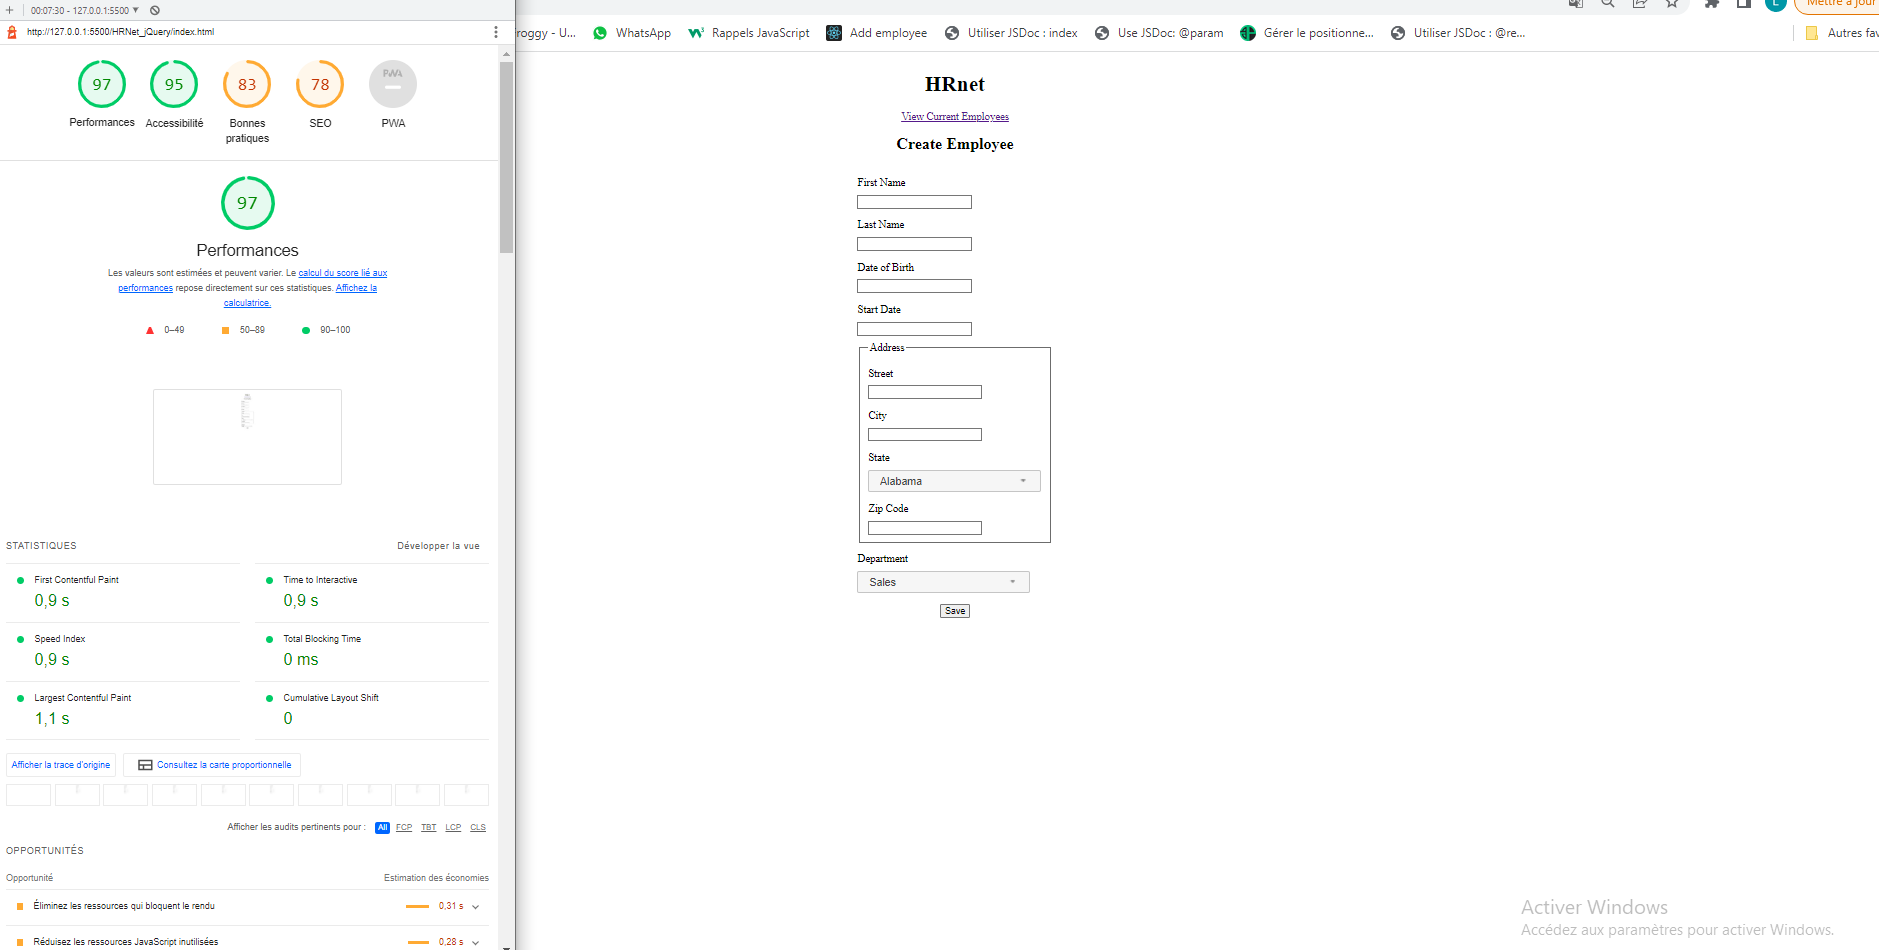 00:07:30 - 127.0.0.1:5500
http://127.0.0.1:5500/HRNet_jQuery/index.html
97
95
83
78
PWA
Performances
Accessibilité
Bonnes
pratiques
SEO
PWA
97
Performances
Les valeurs sont estimées et peuvent varier. Le calcul du score lié aux
performances repose directement sur ces statistiques. Affichez la
calculatrice.
0–49
50–89
90–100
STATISTIQUES
Développer la vue
First Contentful Paint
0,9 s
Time to Interactive
0,9 s
Speed Index
0,9 s
Total Blocking Time
0 ms
Largest Contentful Paint
1,1 s
Cumulative Layout Shift
0
Afficher la trace d'origine
Consultez la carte proportionnelle
Afficher les audits pertinents pour :
All
FCP
TBT
LCP
CLS
OPPORTUNITÉS
Opportunité
Estimation des économies
Éliminez les ressources qui bloquent le rendu
0,31 s
Réduisez les ressources JavaScript inutilisées
0,28 s
L
Mettre à jour
roggy - U...
WhatsApp
Rappels JavaScript
Add employee
Utiliser JSDoc : index
Use JSDoc: @param
Gérer le positionne...
Utiliser JSDoc : @re...
Autres fav
HRnet
View Current Employees
Create Employee
First Name
Last Name
Date of Birth
Start Date
Address
Street
City
State
Alabama
Zip Code
Department
Sales
Save
Activer Windows
Accédez aux paramètres pour activer Windows.